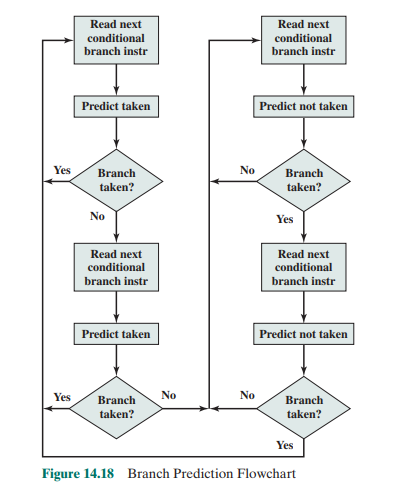 Read next
conditional
branch instr
Predict taken
Yes
Branch
taken?
No
Read next
conditional
branch instr
Predict taken
Yes
Branch
taken?
No
Read next
conditional
branch instr
Predict not taken
No
Branch
taken?
Yes
Read next
conditional
branch instr
Predict not taken
No
Branch
taken?
Yes
Figure 14.18 Branch Prediction Flowchart